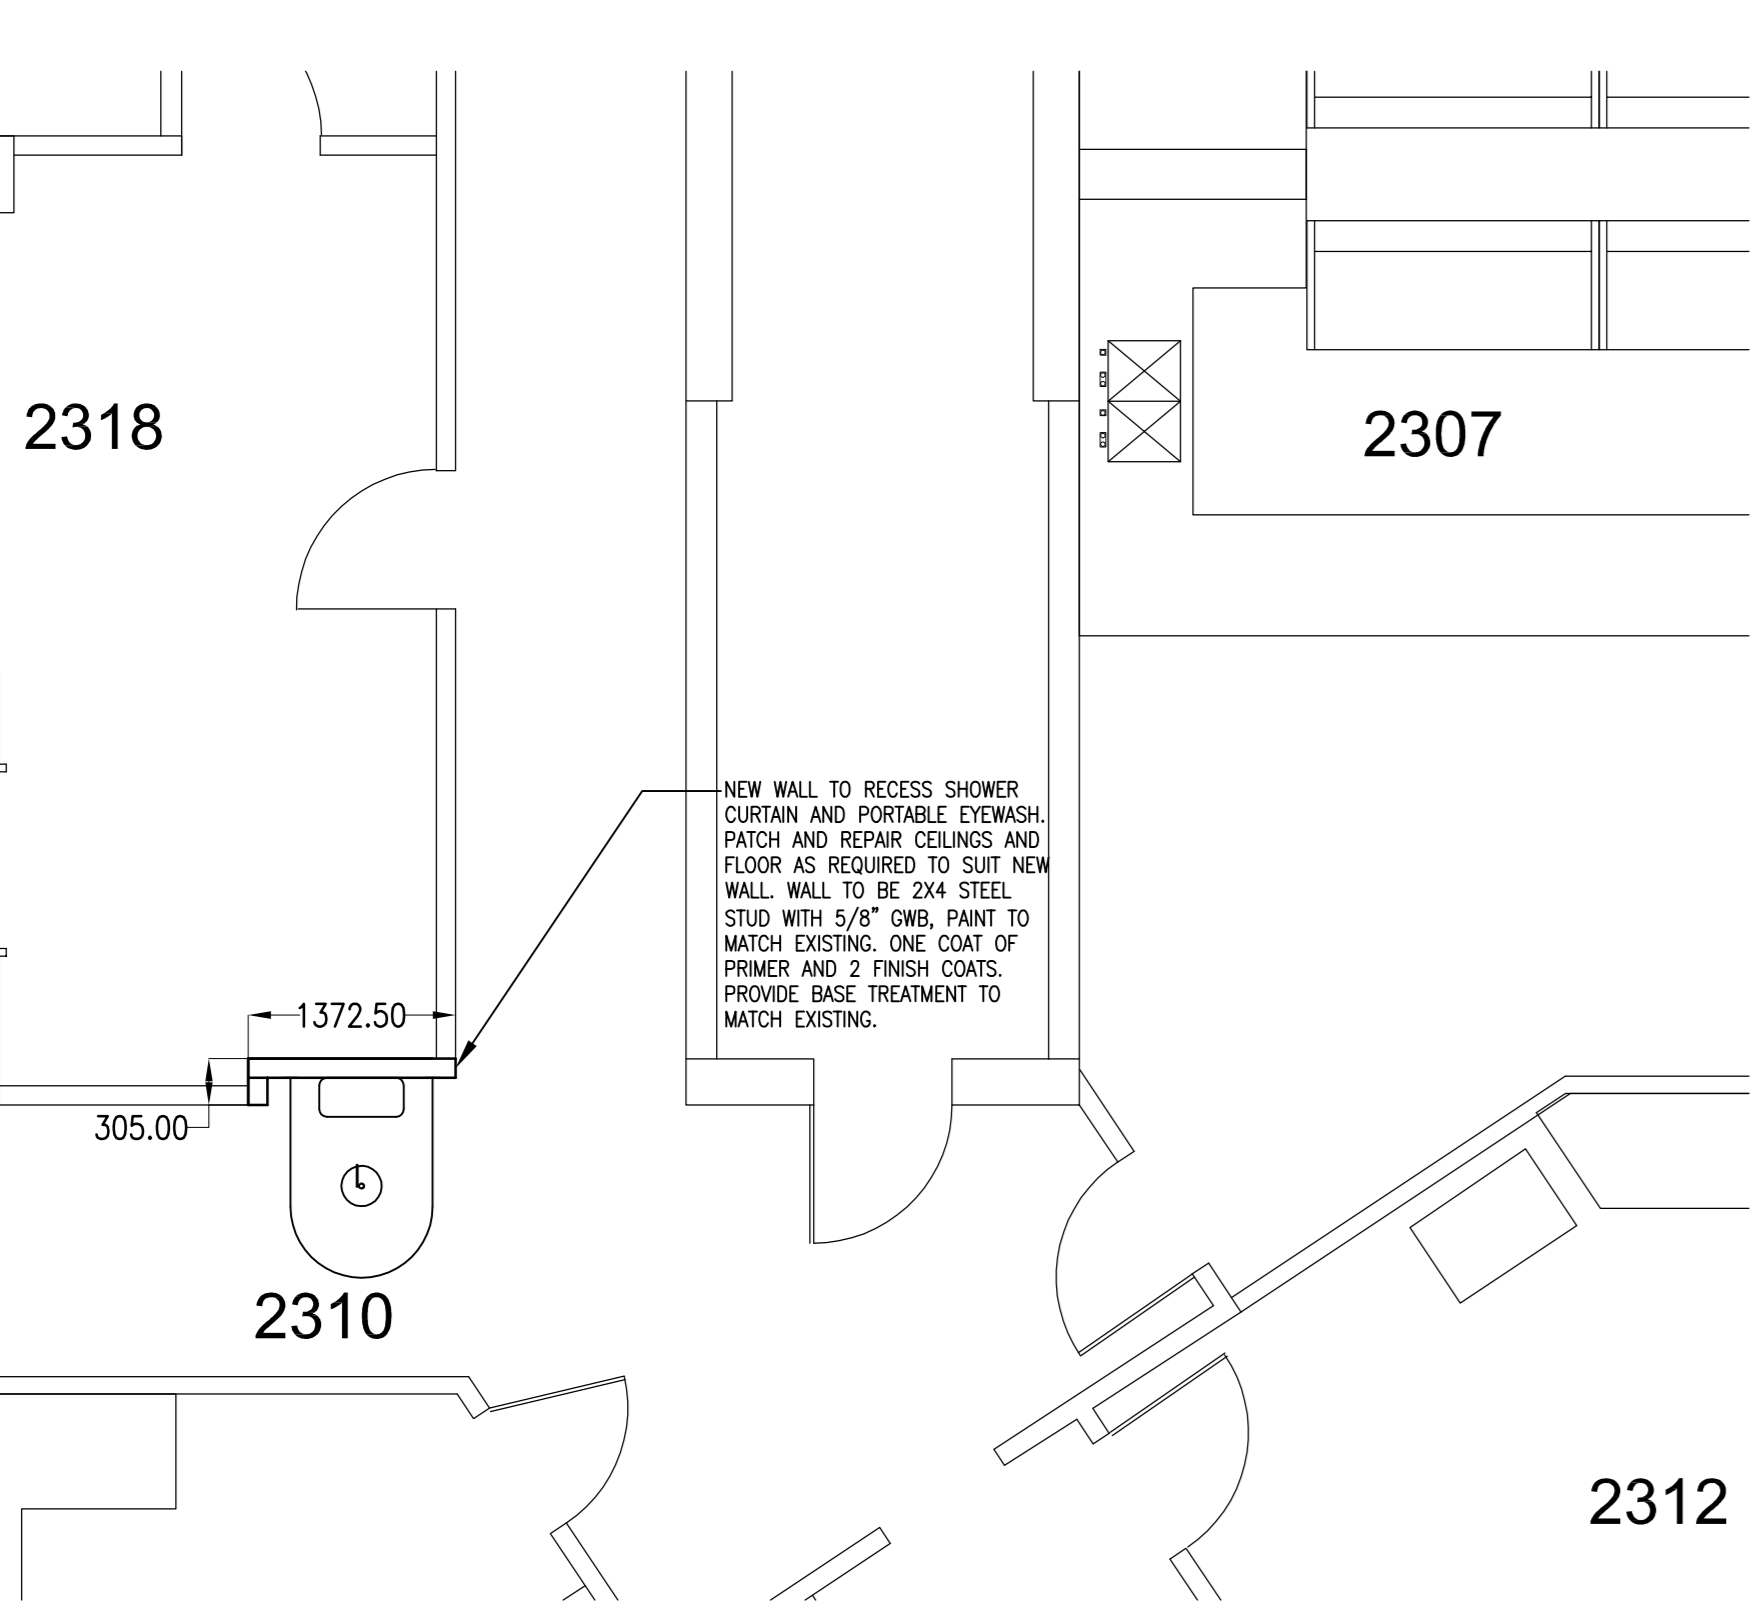 2318
2307
NEW WALL TO RECESS SHOWER
CURTAIN AND PORTABLE EYEWASH.
PATCH AND REPAIR CEILINGS AND
FLOOR AS REQUIRED TO SUIT NEW
WALL. WALL TO BE 2X4 STEEL
STUD WITH 5/8" GWB, PAINT TO
MATCH EXISTING. ONE COAT OF
PRIMER AND 2 FINISH COATS.
PROVIDE BASE TREATMENT TO
MATCH EXISTING.
1372.50
305.00
2310
2312